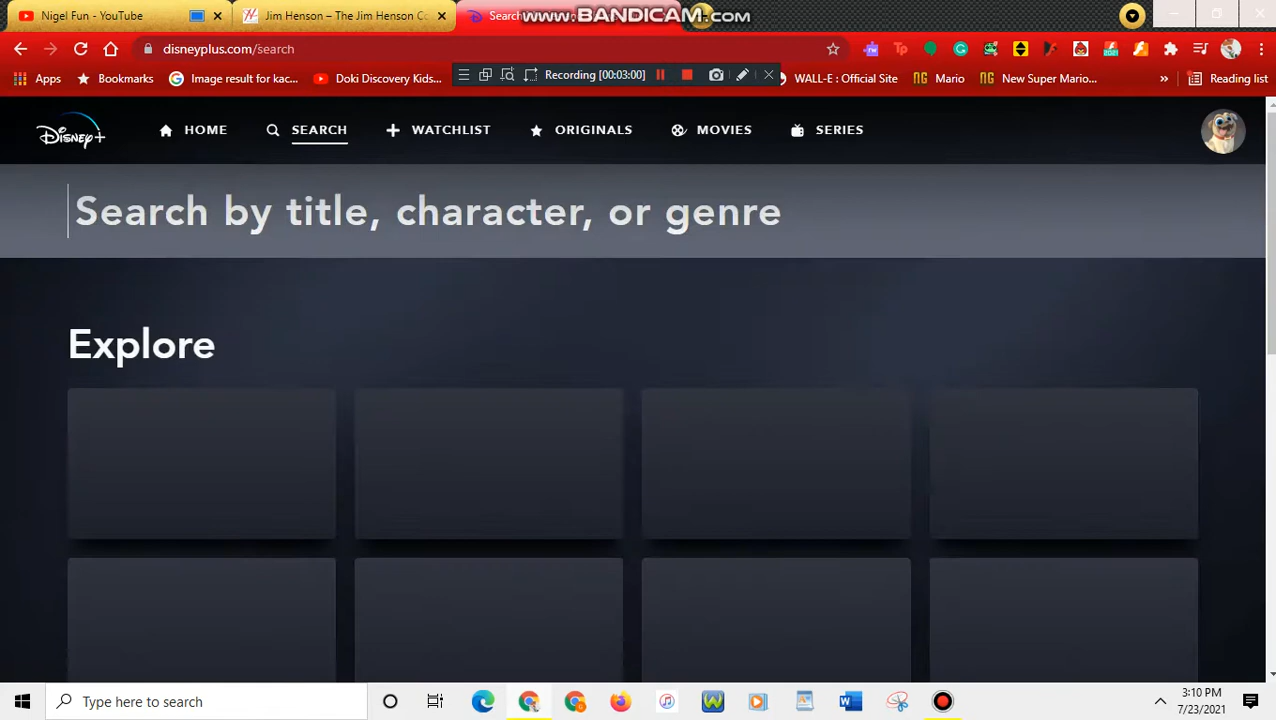 Nigel Fun - YouTube
Jim Henson – The Jim Henson Co
Search
www.BANDICAM.com
disneyplus.com/search
Apps
Bookmarks
Image result for kac...
Doki Discovery Kids...
Recording [00:03:00]
WALL-E : Official Site
Mario
New Super Mario...
»
Reading list
Disney+
HOME
SEARCH
WATCHLIST
ORIGINALS
MOVIES
SERIES
Search by title, character, or genre
Explore
Type here to search
3:10 PM
7/23/2021